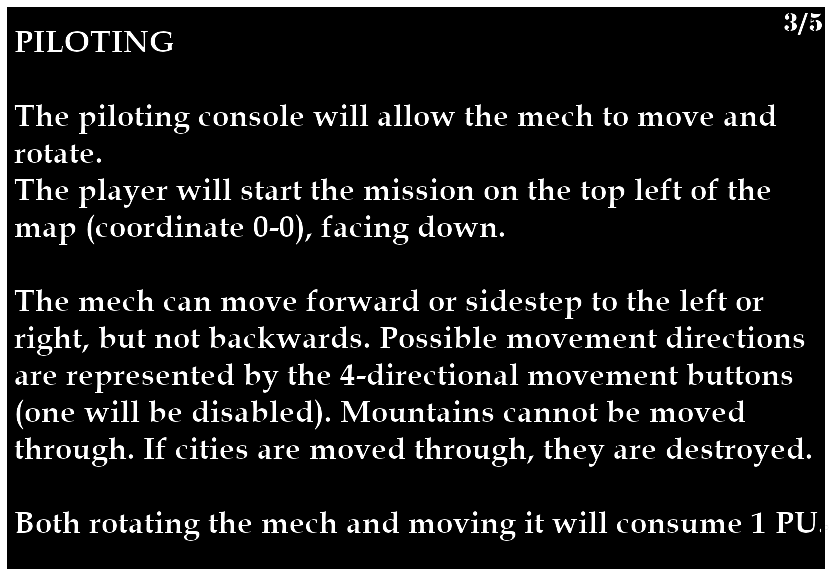 3/5
PILOTING
The piloting console will allow the mech to move and
rotate.
The player will start the mission on the top left of the
map (coordinate 0-0), facing down.
The mech can move forward or sidestep to the left or
right, but not backwards. Possible movement directions
are represented by the 4-directional movement buttons
(one will be disabled). Mountains cannot be moved
through. If cities are moved through, they are destroyed.
Both rotating the mech and moving it will consume 1 PU.